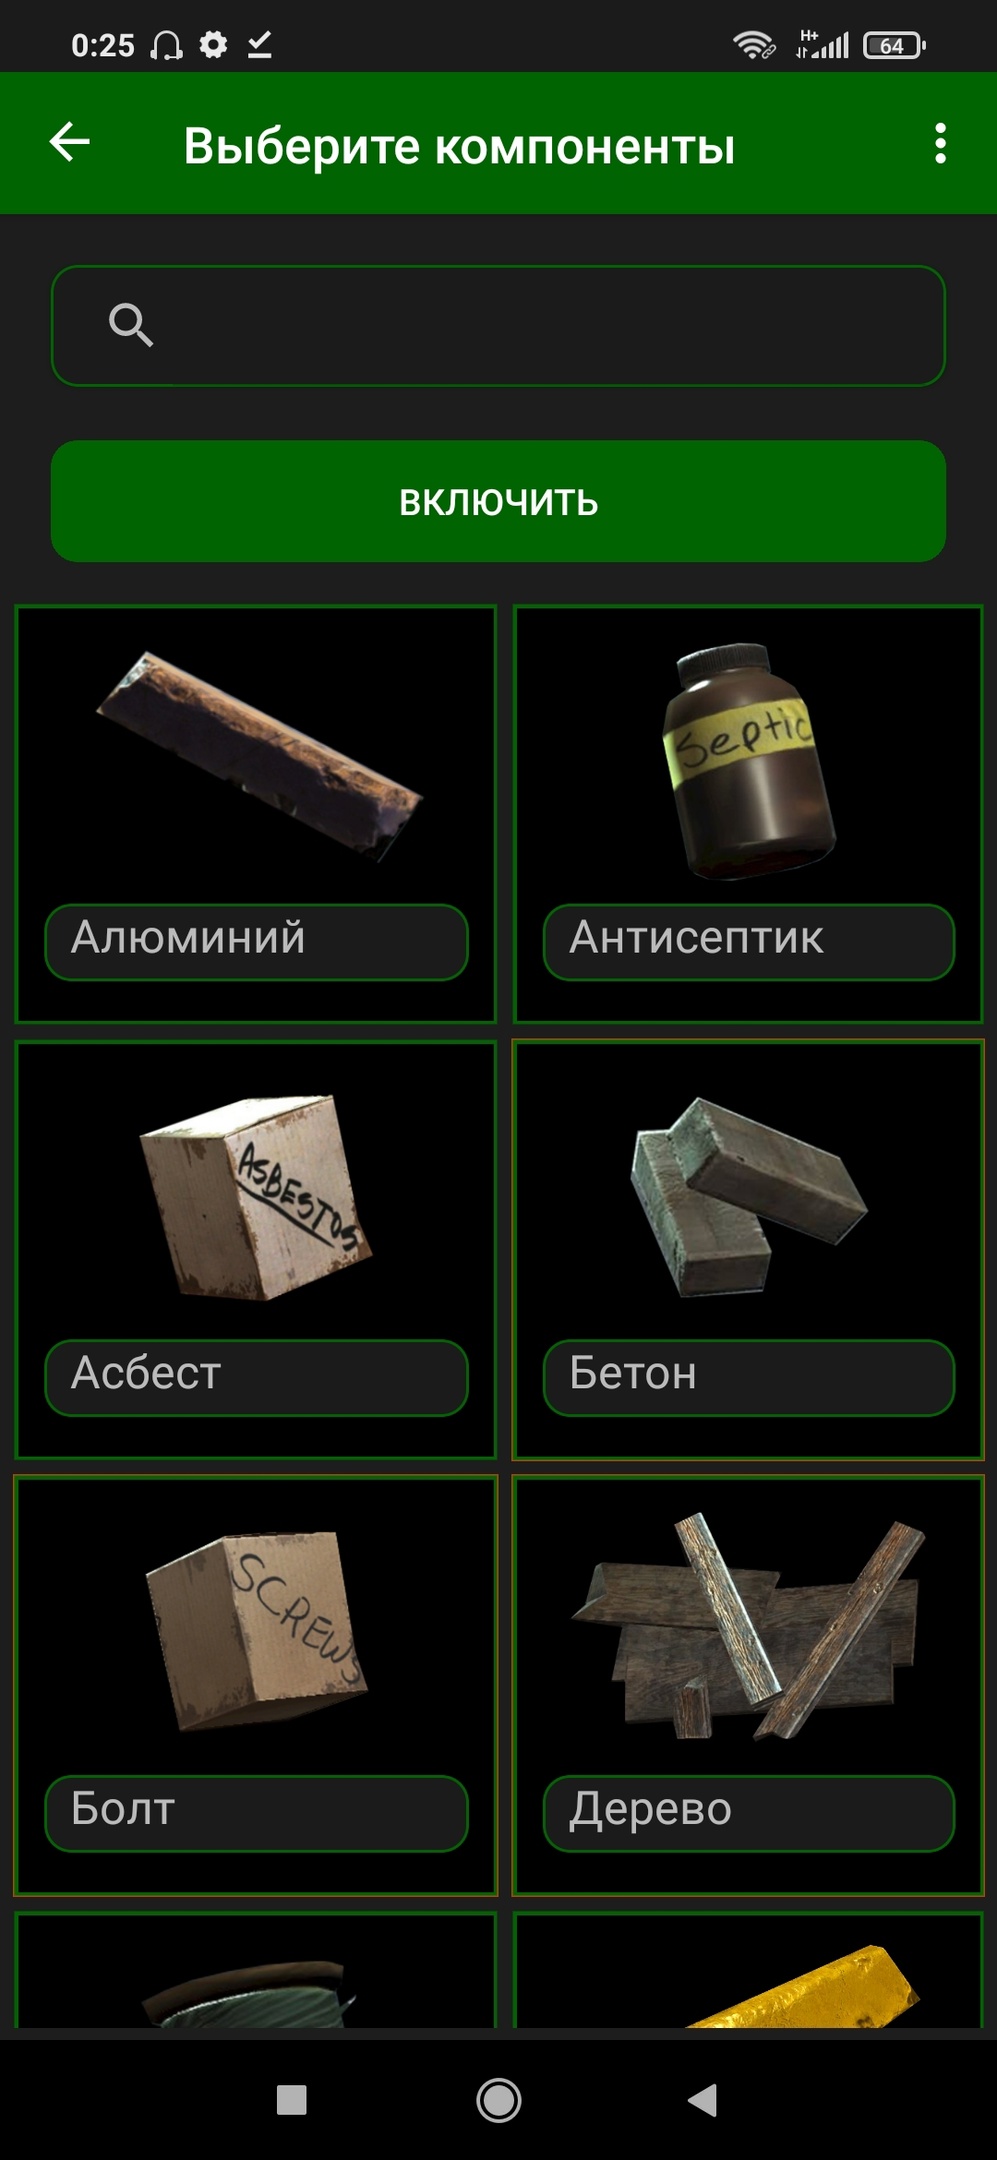 0:25
H+
64
Выберите компоненты
ВКЛЮЧИТЬ
Septic
Алюминий
Антисептик
ASBESTOS
Асбест
Бетон
SCREWS
Болт
Дерево